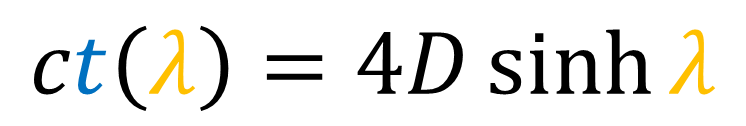 ct(λ) = 4D sinh λ